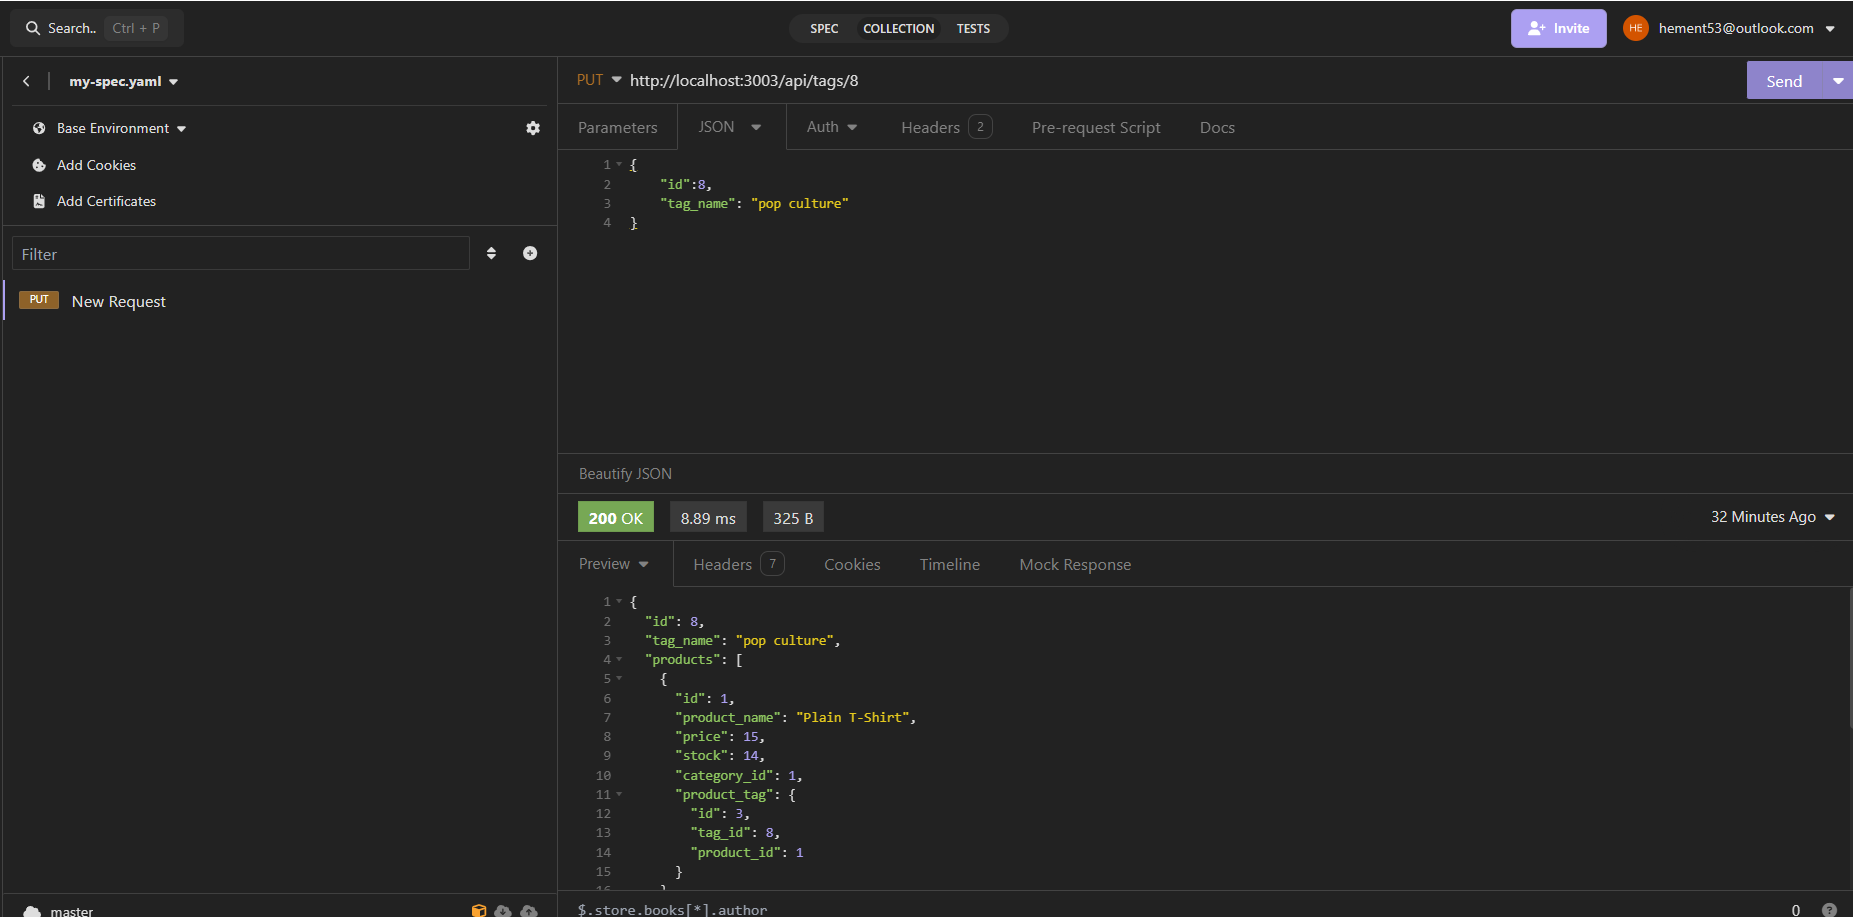 Search.. Ctrl + P
SPEC COLLECTION TESTS
Invite
HE hement53@outlook.com
my-spec.yaml
Base Environment
Add Cookies
Add Certificates
Filter
PUT New Request
master
PUT http://localhost:3003/api/tags/8
Send
Parameters JSON Auth Headers 2 Pre-request Script Docs
1 {
2 "id":8,
3 "tag_name": "pop culture"
4 }
Beautify JSON
200 OK 8.89 ms 325 B
32 Minutes Ago
Preview Headers 7 Cookies Timeline Mock Response
1 {
2 "id": 8,
3 "tag_name": "pop culture",
4 "products": [
5 {
6 "id": 1,
7 "product_name": "Plain T-Shirt",
8 "price": 15,
9 "stock": 14,
10 "category_id": 1,
11 "product_tag": {
12 "id": 3,
13 "tag_id": 8,
14 "product_id": 1
15 }
16 }
$.store.books[*].author
0 ?